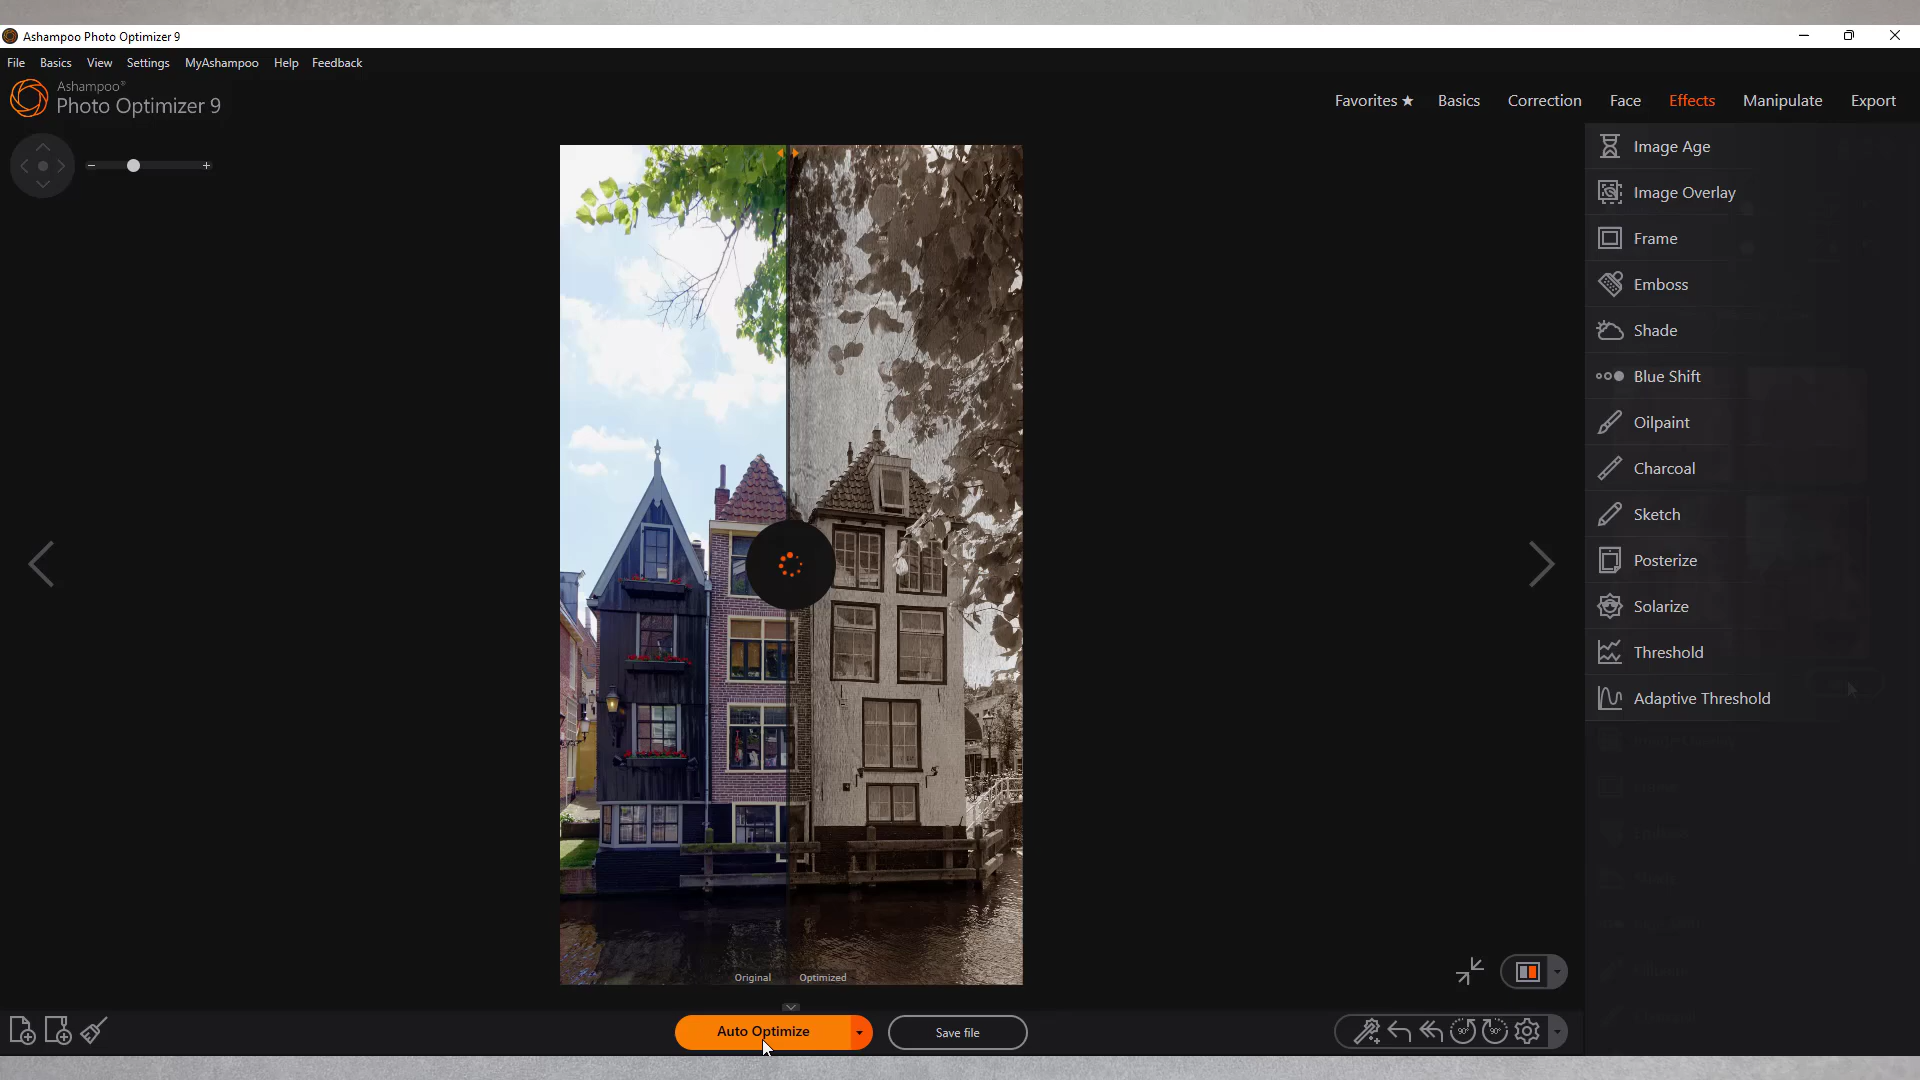 Ashampoo Photo Optimizer 9
File Basics View Settings MyAshampoo Help Feedback
Ashampoo®
Photo Optimizer 9
Favorites ★ Basics Correction Face Effects Manipulate Export
Image Age
Image Overlay
Frame
Emboss
Shade
Blue Shift
Oilpaint
Charcoal
Sketch
Posterize
Solarize
Threshold
Adaptive Threshold
Original Optimized
Auto Optimize
Save file
90° 90°